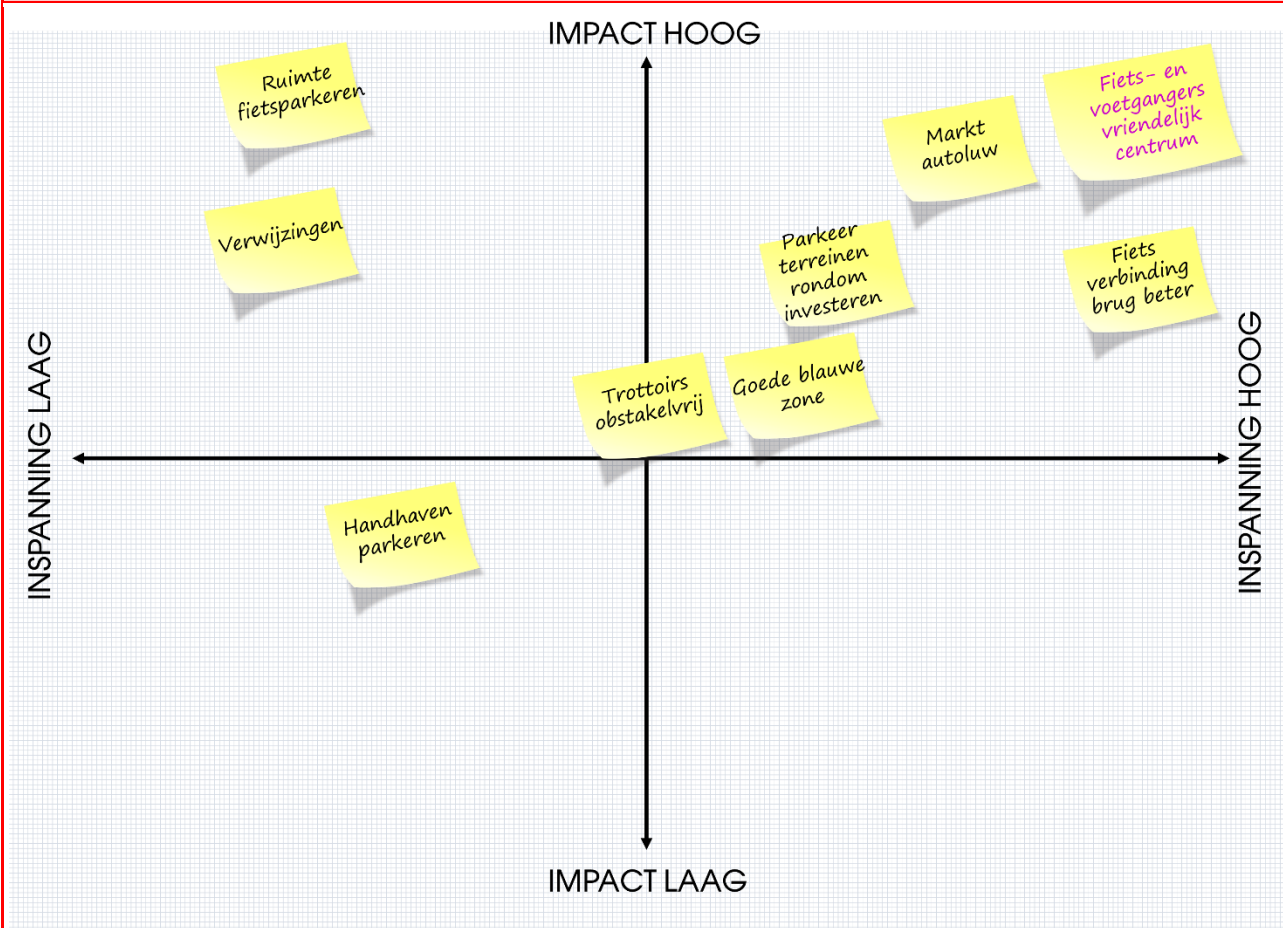 IMPACT HOOG
Ruimte
fietsparkeren
Fiets- en
voetgangers
vriendelijk
centrum
Markt
autoluw
Verwijzingen
Parkeer
terreinen
rondom
investeren
Fiets
verbinding
brug beter
INSPANNING LAAG
Trottoirs
obstakelvrij
Goede blauwe
zone
INSPANNING HOOG
Handhaven
parkeren
IMPACT LAAG